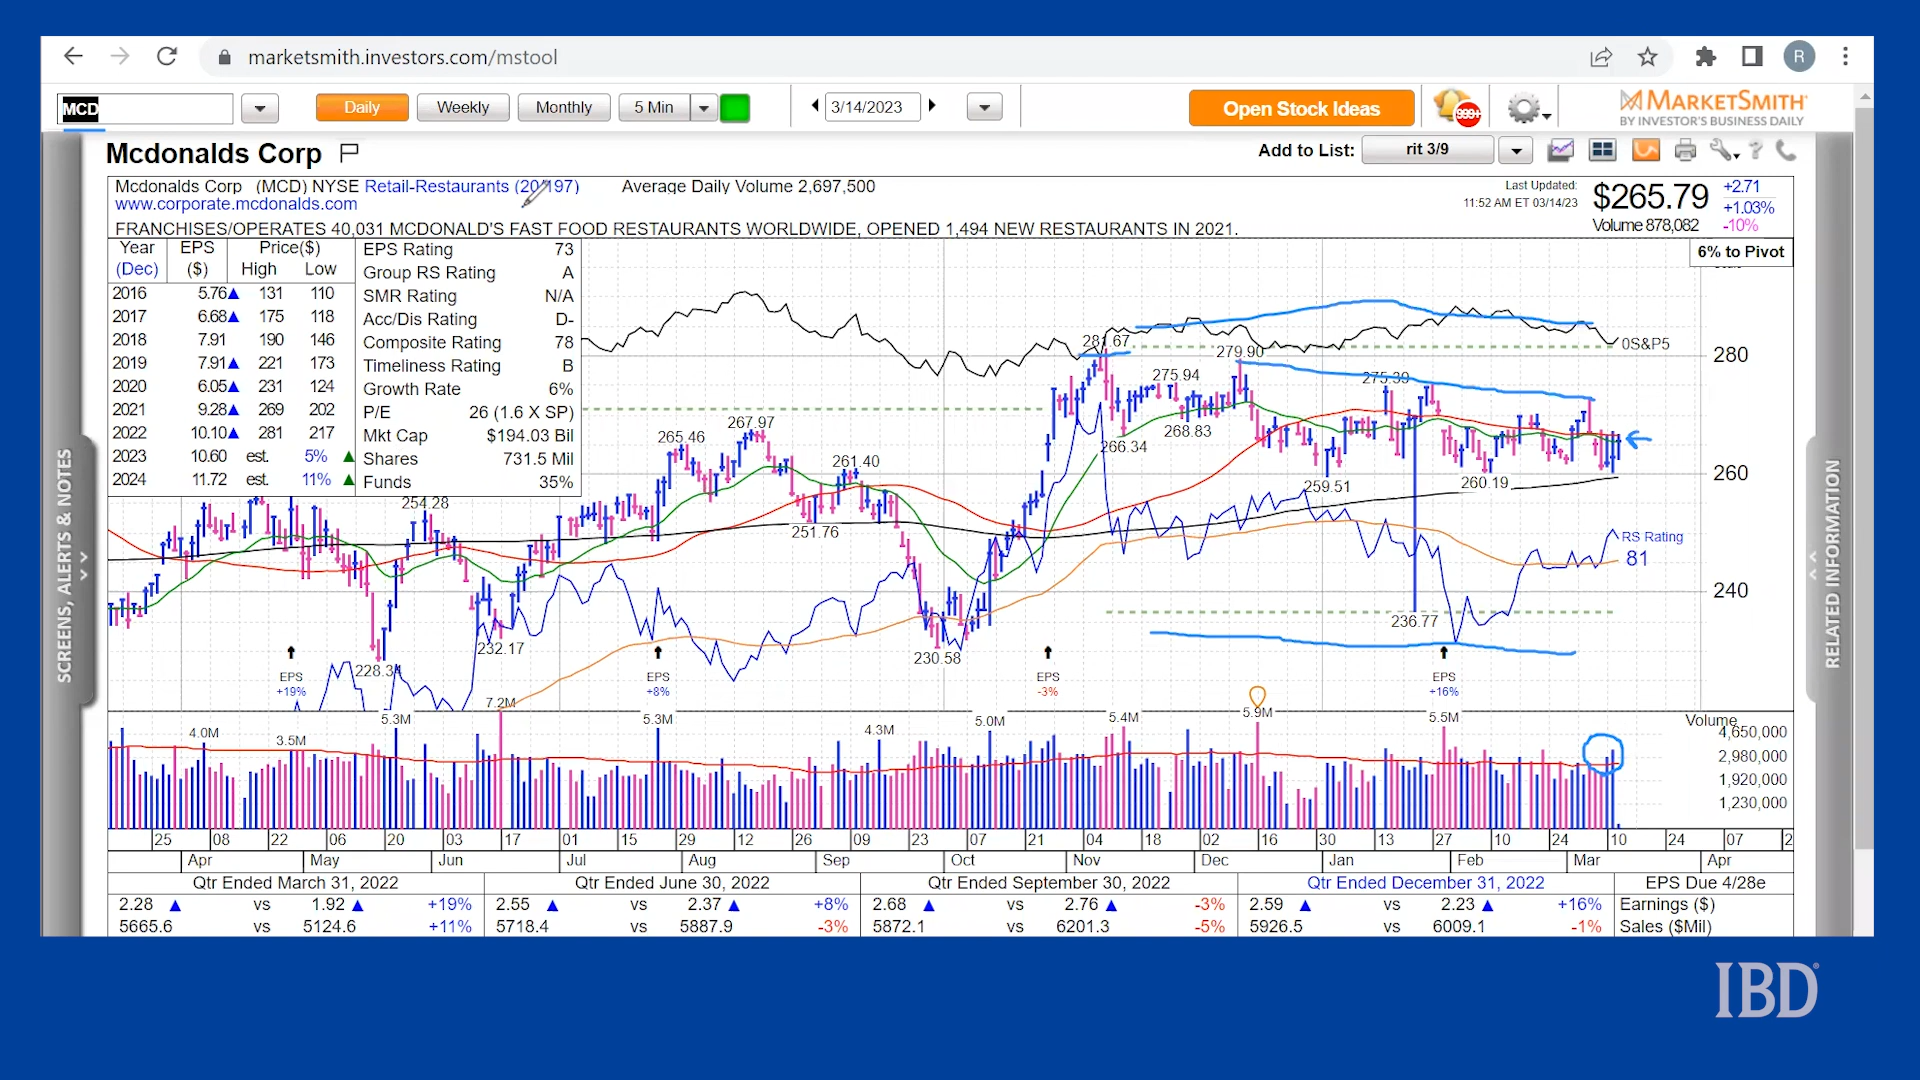 marketsmith.investors.com/mstool
R
MCD
Daily
Weekly
Monthly
5 Min
3/14/2023
Open Stock Ideas
999+
MARKETSMITH
BY INVESTOR'S BUSINESS DAILY
Mcdonalds Corp
Add to List:
rit 3/9
?
Mcdonalds Corp (MCD) NYSE Retail-Restaurants (20/197) Average Daily Volume 2,697,500
www.corporate.mcdonalds.com
FRANCHISES/OPERATES 40,031 MCDONALD'S FAST FOOD RESTAURANTS WORLDWIDE, OPENED 1,494 NEW RESTAURANTS IN 2021.
Last Updated:
11:52 AM ET 03/14/23
$265.79
+2.71
+1.03%
Volume 878,082 -10%
6% to Pivot
Year EPS Price($)
(Dec) ($) High Low
2016 5.76 131 110
2017 6.68 175 118
2018 7.91 190 146
2019 7.91 221 173
2020 6.05 231 124
2021 9.28 269 202
2022 10.10 281 217
2023 10.60 est. 5%
2024 11.72 est. 11%
EPS Rating 73
Group RS Rating A
SMR Rating N/A
Acc/Dis Rating D-
Composite Rating 78
Timeliness Rating B
Growth Rate 6%
P/E 26 (1.6 X SP)
Mkt Cap $194.03 Bil
Shares 731.5 Mil
Funds 35%
SCREENS, ALERTS & NOTES
RELATED INFORMATION
254.28
228.34
232.17
265.46
267.97
251.76
261.40
230.58
281.67
266.34
275.94
268.83
279.90
259.51
275.39
236.77
260.19
0S&P5
280
260
240
RS Rating
81
EPS
+19%
EPS
+8%
EPS
-3%
EPS
+16%
4.0M
3.5M
5.3M
7.2M
5.3M
4.3M
5.0M
5.4M
5.9M
5.5M
Volume
4,650,000
2,980,000
1,920,000
1,230,000
25 08 22 06 20 03 17 01 15 29 12 26 09 23 07 21 04 18 02 16 30 13 27 10 24 10 24 07 2
Apr May Jun Jul Aug Sep Oct Nov Dec Jan Feb Mar Apr
Qtr Ended March 31, 2022 Qtr Ended June 30, 2022 Qtr Ended September 30, 2022 Qtr Ended December 31, 2022 EPS Due 4/28e
2.28 vs 1.92 +19% 2.55 vs 2.37 +8% 2.68 vs 2.76 -3% 2.59 vs 2.23 +16% Earnings ($)
5665.6 vs 5124.6 +11% 5718.4 vs 5887.9 -3% 5872.1 vs 6201.3 -5% 5926.5 vs 6009.1 -1% Sales ($Mil)
IBD